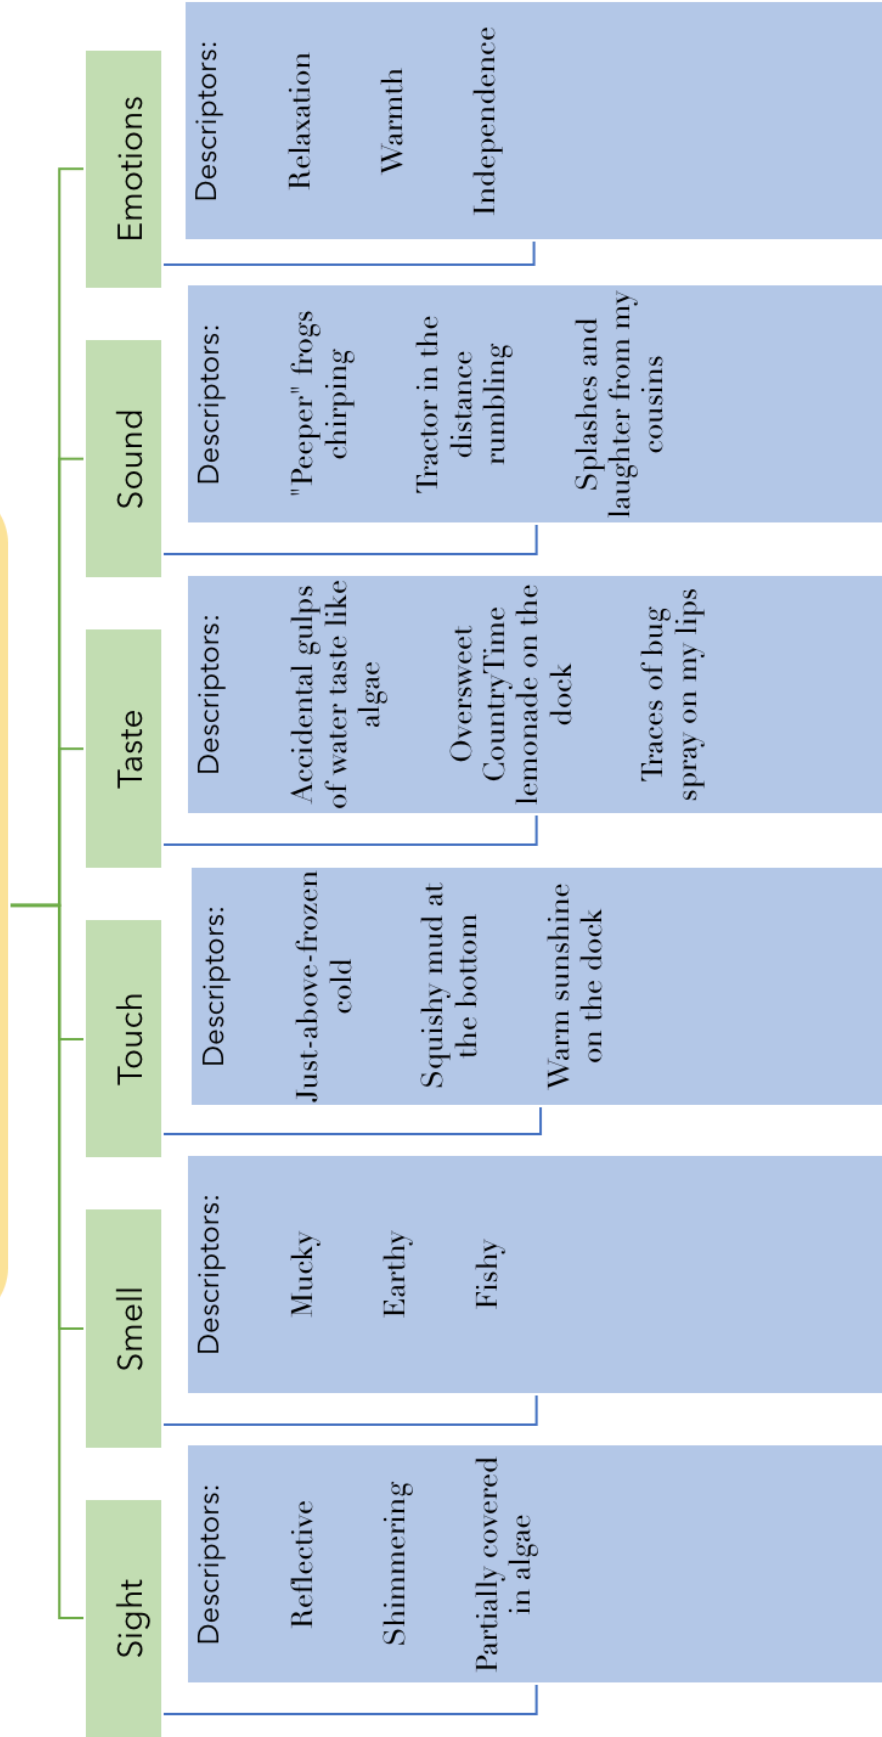 Sight
Descriptors:
Reflective
Shimmering
Partially covered
in algae
Smell
Descriptors:
Mucky
Earthy
Fishy
Touch
Descriptors:
Just-above-frozen
cold
Squishy mud at
the bottom
Warm sunshine
on the dock
Taste
Descriptors:
Accidental gulps
of water taste like
algae
Oversweet
CountryTime
lemonade on the
dock
Traces of bug
spray on my lips
Sound
Descriptors:
"Peeper" frogs
chirping
Tractor in the
distance
rumbling
Splashes and
laughter from my
cousins
Emotions
Descriptors:
Relaxation
Warmth
Independence